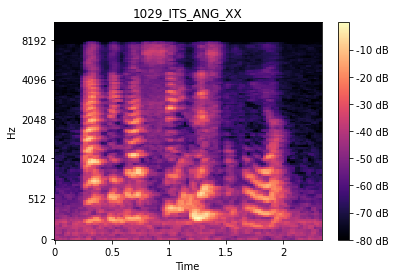 1029_ITS_ANG_XX
8192
4096
2048
1024
512
0
Hz
0 0.5 1 1.5 2
Time
-10 dB
-20 dB
-30 dB
-40 dB
-50 dB
-60 dB
-70 dB
-80 dB